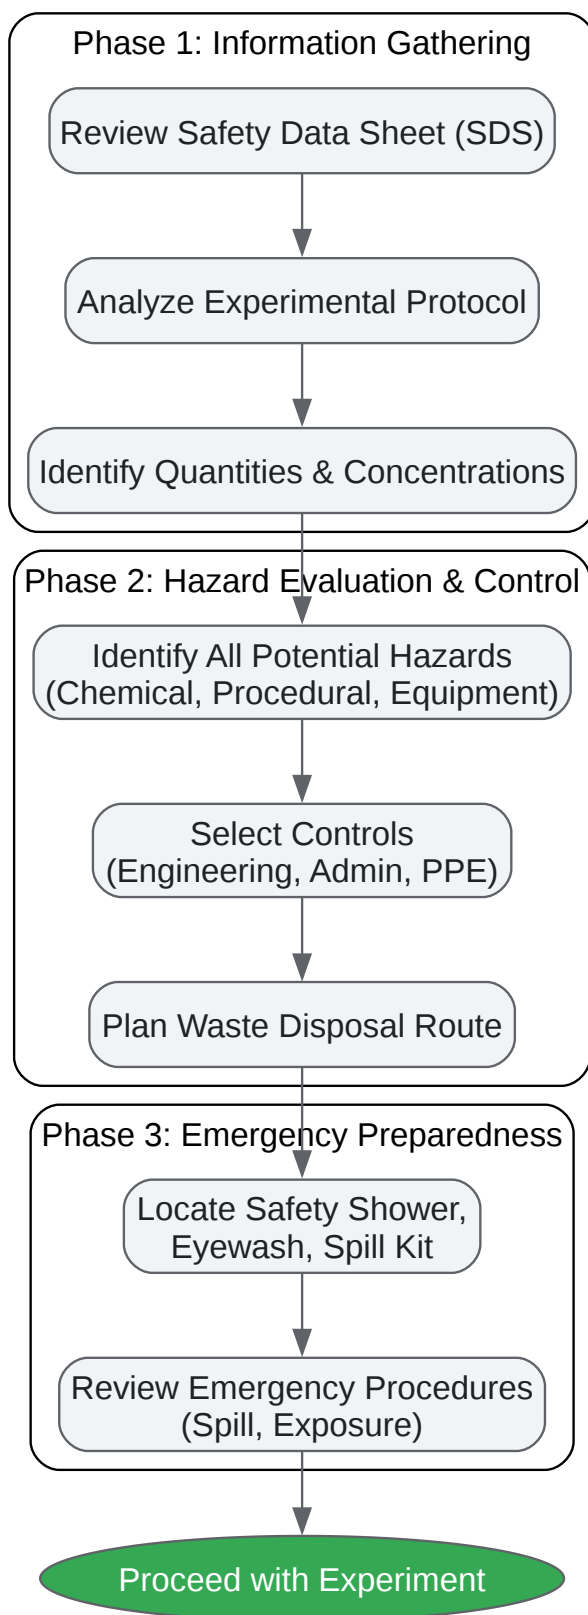 Phase 1: Information Gathering
Review Safety Data Sheet (SDS)
Analyze Experimental Protocol
Identify Quantities & Concentrations
Phase 2: Hazard Evaluation & Control
Identify All Potential Hazards
(Chemical, Procedural, Equipment)
Select Controls
(Engineering, Admin, PPE)
Plan Waste Disposal Route
Phase 3: Emergency Preparedness
Locate Safety Shower,
Eyewash, Spill Kit
Review Emergency Procedures
(Spill, Exposure)
Proceed with Experiment